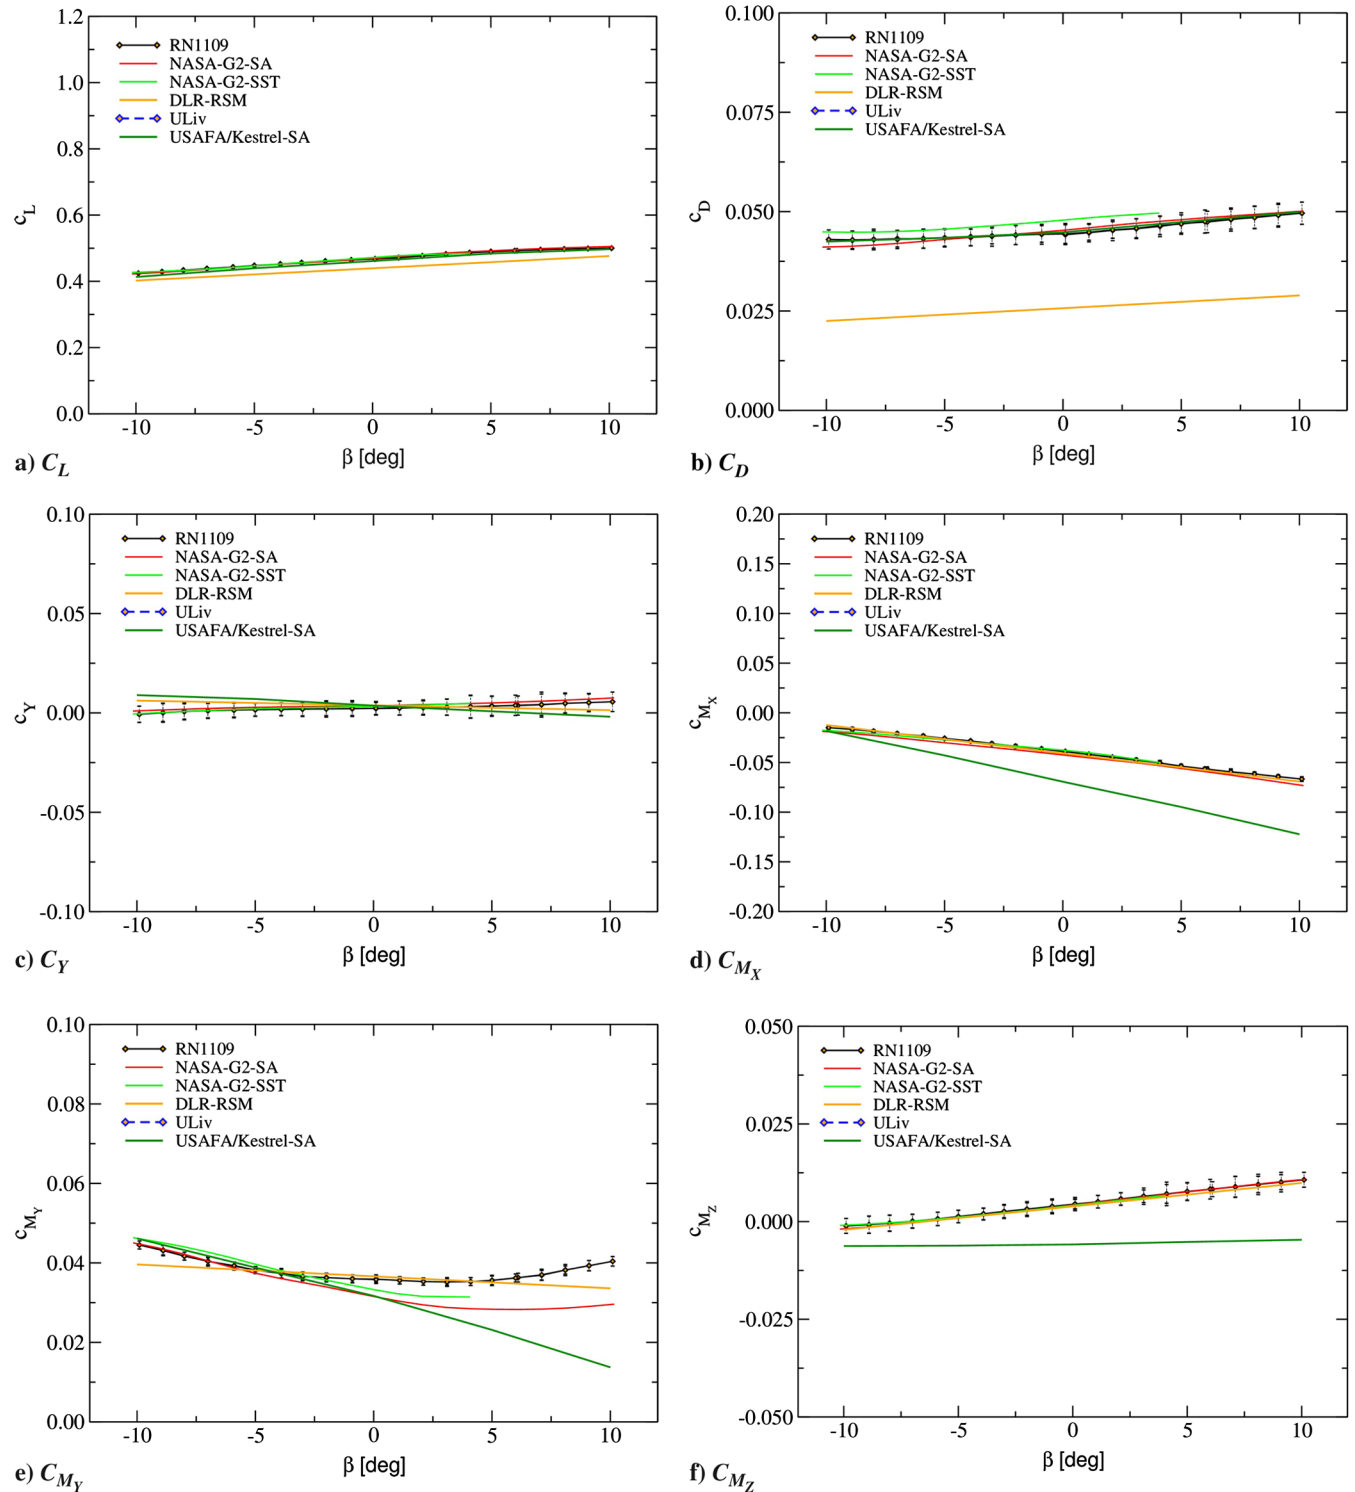 1.2
1.0
0.8
0.6
0.4
0.2
0.0
c_L
RN1109
NASA-G2-SA
NASA-G2-SST
DLR-RSM
ULiv
USAFA/Kestrel-SA
-10 -5 0 5 10
β [deg]
a) C_L
0.100
0.075
0.050
0.025
0.000
c_D
RN1109
NASA-G2-SA
NASA-G2-SST
DLR-RSM
ULiv
USAFA/Kestrel-SA
-10 -5 0 5 10
β [deg]
b) C_D
0.10
0.05
0.00
-0.05
-0.10
c_Y
RN1109
NASA-G2-SA
NASA-G2-SST
DLR-RSM
ULiv
USAFA/Kestrel-SA
-10 -5 0 5 10
β [deg]
c) C_Y
0.20
0.15
0.10
0.05
0.00
-0.05
-0.10
-0.15
-0.20
c_M_X
RN1109
NASA-G2-SA
NASA-G2-SST
DLR-RSM
ULiv
USAFA/Kestrel-SA
-10 -5 0 5 10
β [deg]
d) C_M_X
0.10
0.08
0.06
0.04
0.02
0.00
c_M_Y
RN1109
NASA-G2-SA
NASA-G2-SST
DLR-RSM
ULiv
USAFA/Kestrel-SA
-10 -5 0 5 10
β [deg]
e) C_M_Y
0.050
0.025
0.000
-0.025
-0.050
c_M_Z
RN1109
NASA-G2-SA
NASA-G2-SST
DLR-RSM
ULiv
USAFA/Kestrel-SA
-10 -5 0 5 10
β [deg]
f) C_M_Z